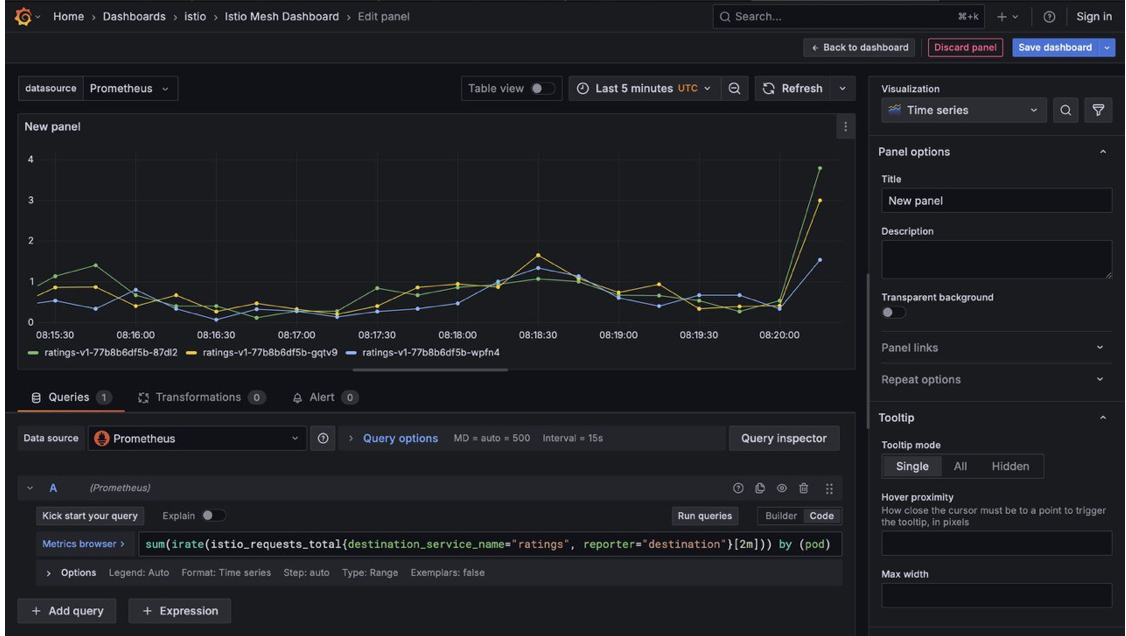 Home › Dashboards › istio › Istio Mesh Dashboard › Edit panel
Search... ⌘+k
Sign in
← Back to dashboard
Discard panel
Save dashboard
datasource Prometheus
Table view
Last 5 minutes UTC
Refresh
New panel
4
3
2
1
0
08:15:30 08:16:00 08:16:30 08:17:00 08:17:30 08:18:00 08:18:30 08:19:00 08:19:30 08:20:00
ratings-v1-77b8b6df5b-87dl2 ratings-v1-77b8b6df5b-gqtv9 ratings-v1-77b8b6df5b-wpfn4
Queries 1 Transformations 0 Alert 0
Data source Prometheus › Query options MD = auto = 500 Interval = 15s Query inspector
A (Prometheus)
Kick start your query Explain Run queries Builder Code
Metrics browser › sum(irate(istio_requests_total{destination_service_name="ratings", reporter="destination"}[2m])) by (pod)
› Options Legend: Auto Format: Time series Step: auto Type: Range Exemplars: false
+ Add query + Expression
Visualization
Time series
Panel options
Title
New panel
Description
Transparent background
Panel links
Repeat options
Tooltip
Tooltip mode
Single All Hidden
Hover proximity
How close the cursor must be to a point to trigger
the tooltip, in pixels
Max width